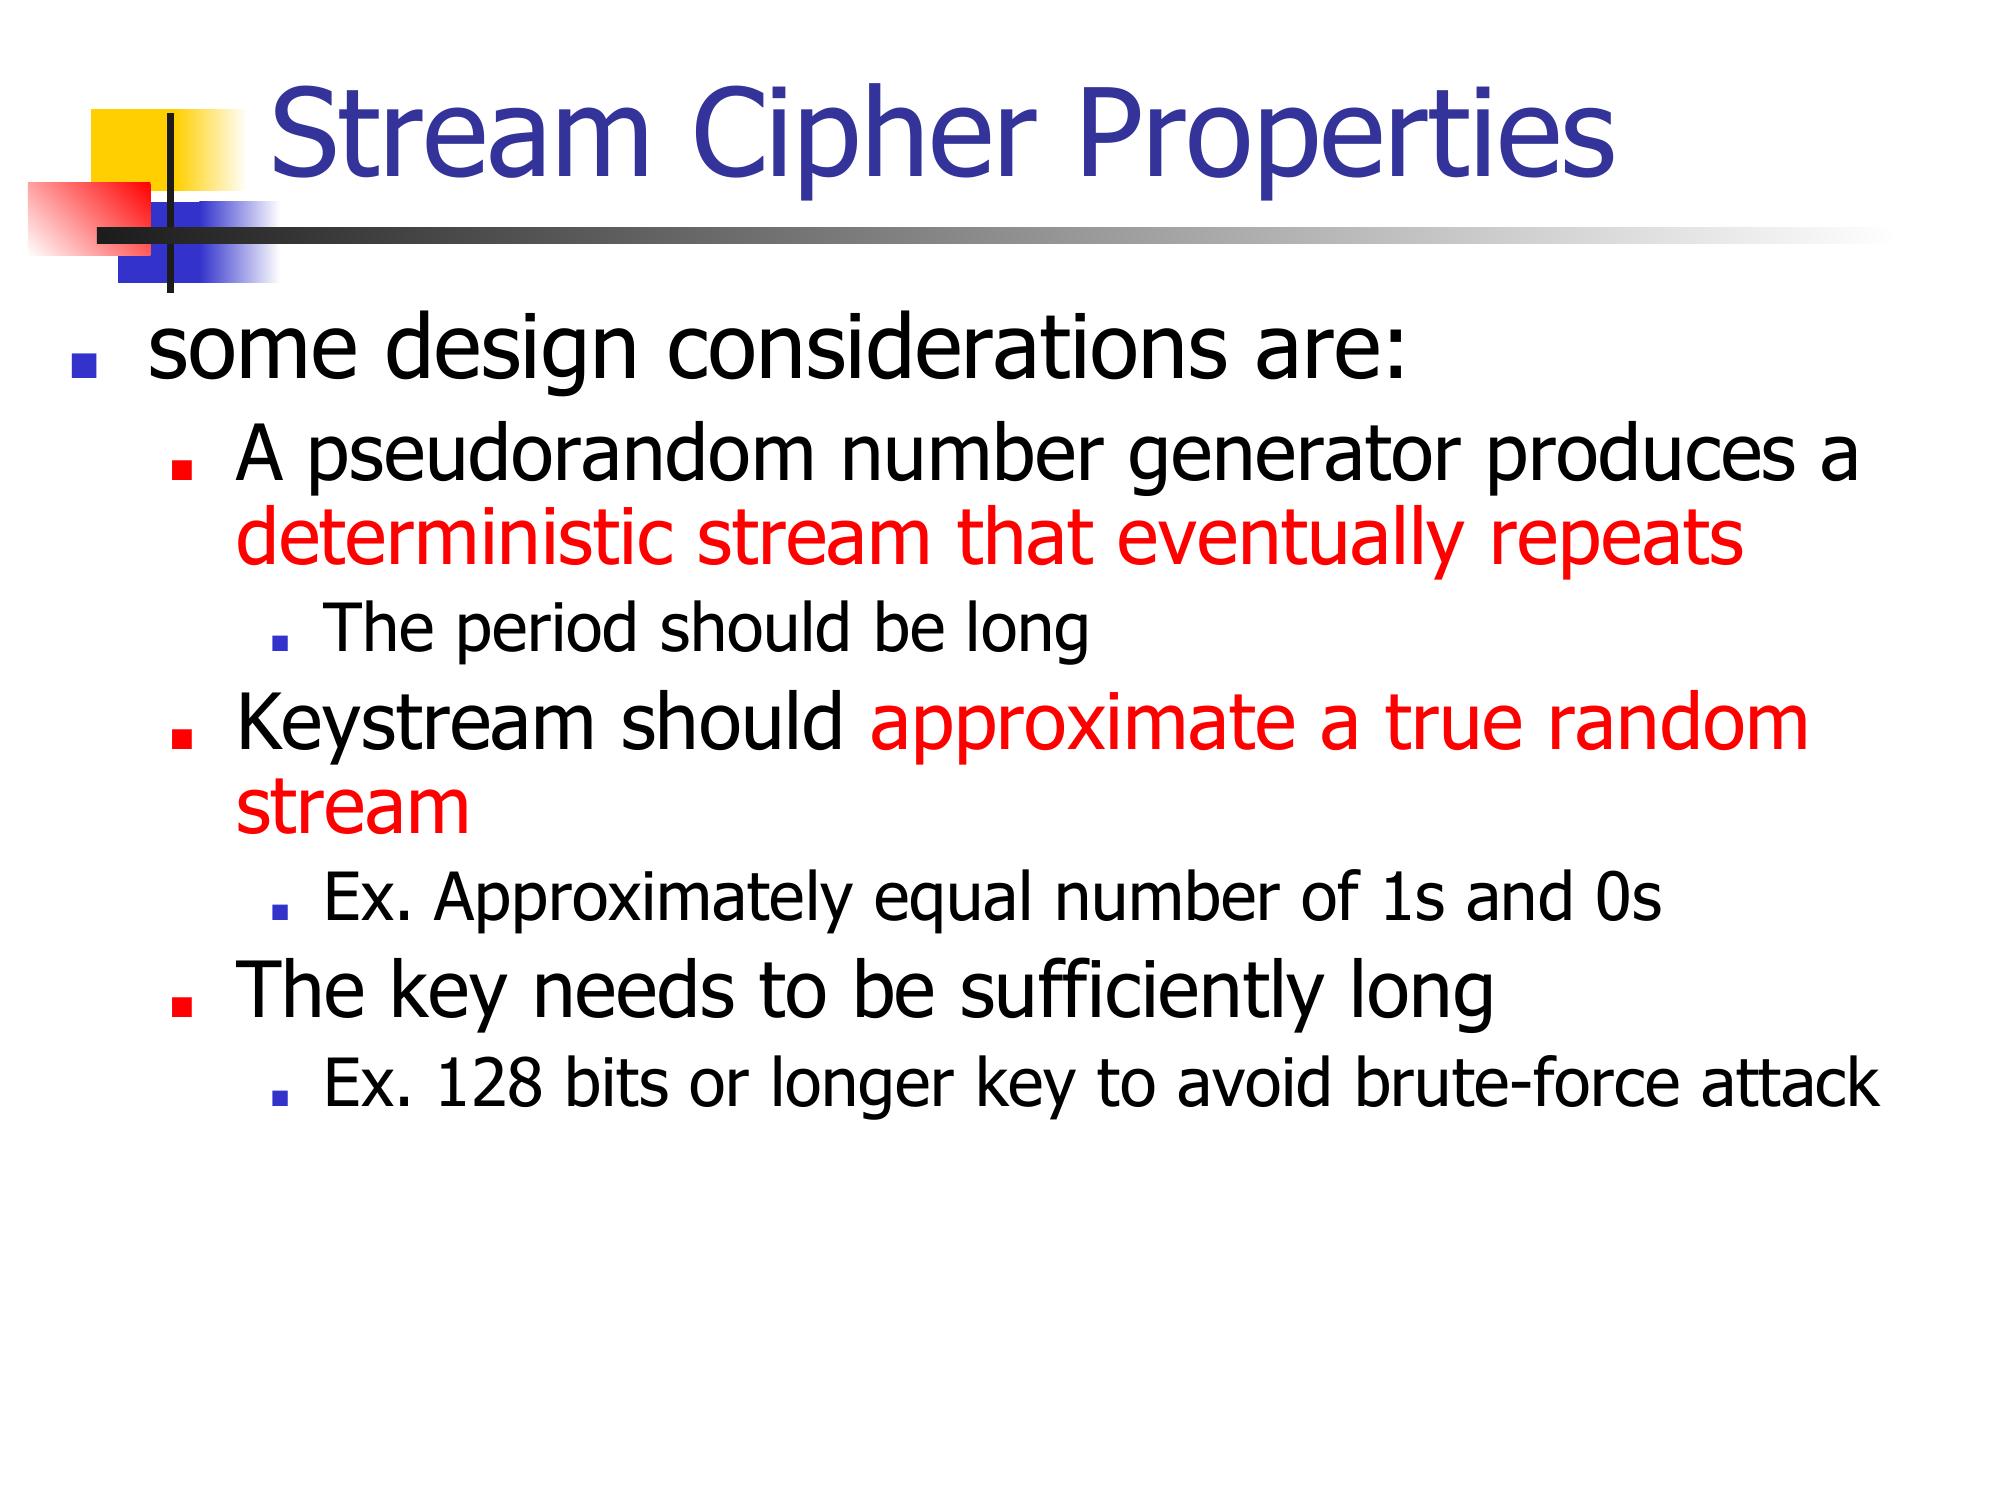 Stream Cipher Properties
some design considerations are:
A pseudorandom number generator produces a
deterministic stream that eventually repeats
The period should be long
Keystream should approximate a true random
stream
Ex. Approximately equal number of 1s and 0s
The key needs to be sufficiently long
Ex. 128 bits or longer key to avoid brute-force attack